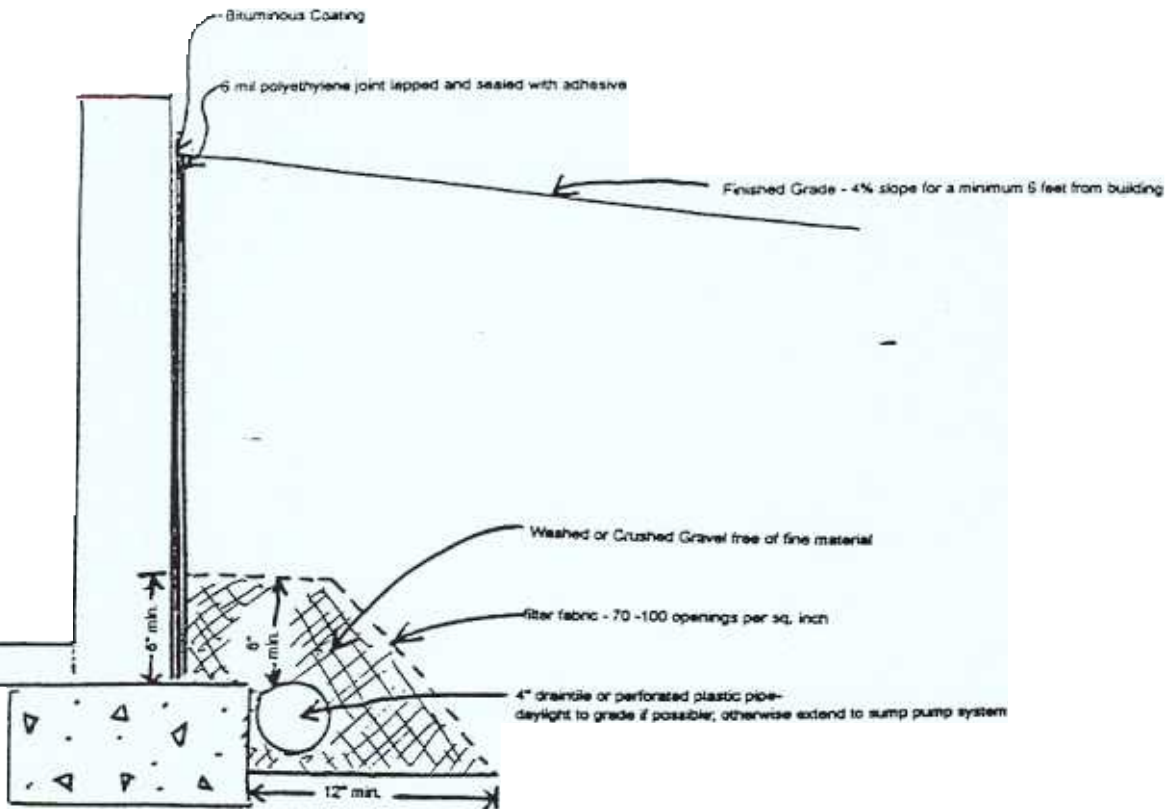 Bituminous Coating
6 mil polyethylene joint lapped and sealed with adhesive
Finished Grade - 4% slope for a minimum 6 feet from building
Washed or Crushed Gravel free of fine material
6" min.
6" min.
filter fabric - 70 -100 openings per sq. inch
4" draintile or perforated plastic pipe-
daylight to grade if possible; otherwise extend to sump pump system
12" min.